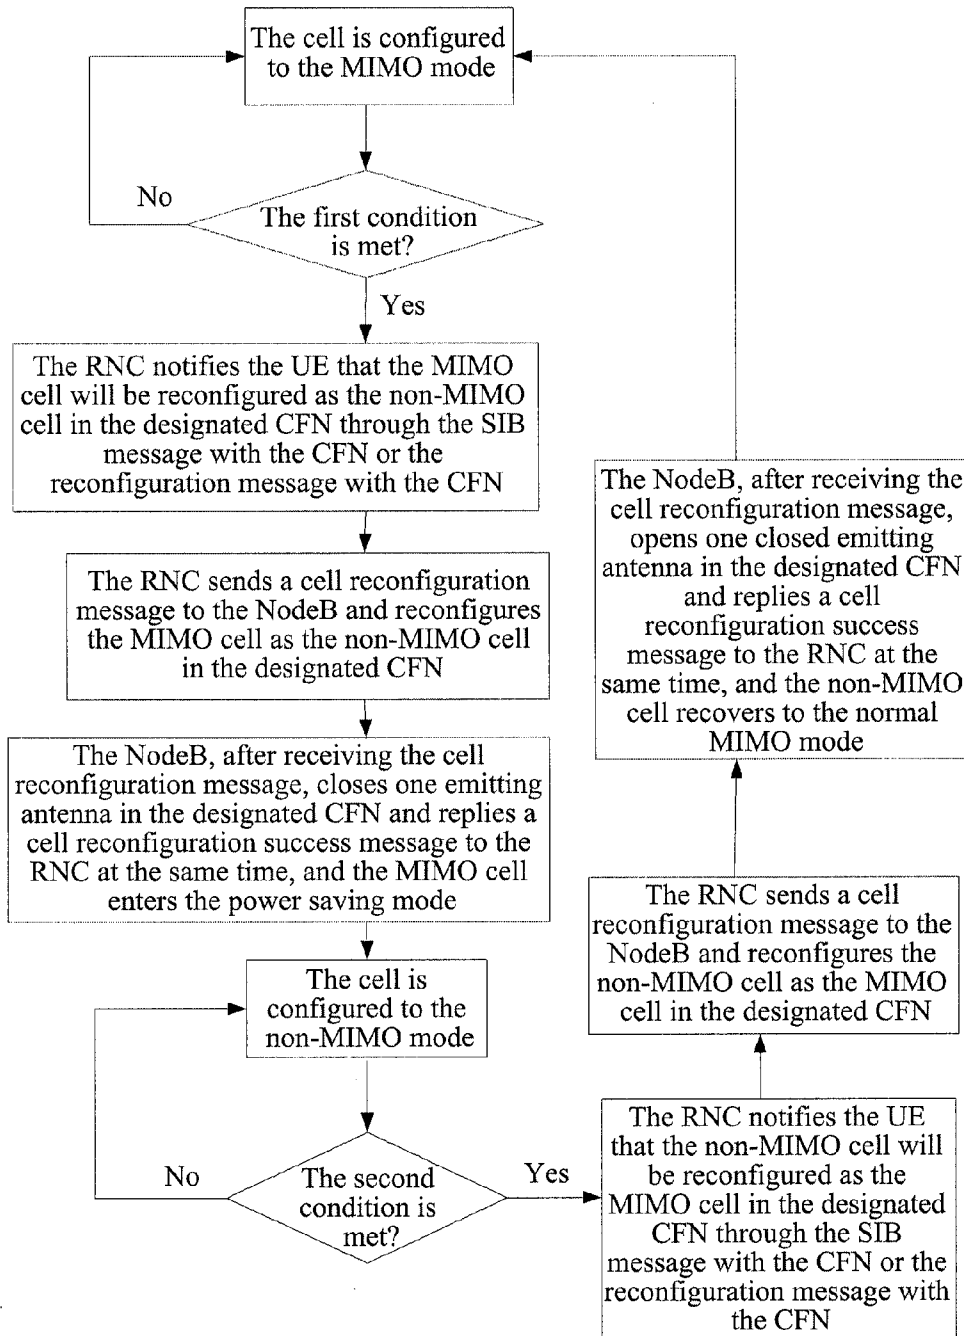 The cell is configured
to the MIMO mode
No
The first condition
is met?
Yes
The RNC notifies the UE that the MIMO
cell will be reconfigured as the non-MIMO
cell in the designated CFN through the SIB
message with the CFN or the
reconfiguration message with the CFN
The RNC sends a cell reconfiguration
message to the NodeB and reconfigures
the MIMO cell as the non-MIMO cell
in the designated CFN
The NodeB, after receiving the cell
reconfiguration message, closes one emitting
antenna in the designated CFN and replies a
cell reconfiguration success message to the
RNC at the same time, and the MIMO cell
enters the power saving mode
The cell is
configured to the
non-MIMO mode
No
The second
condition is
met?
Yes
The RNC notifies the UE
that the non-MIMO cell will
be reconfigured as the
MIMO cell in the designated
CFN through the SIB
message with the CFN or the
reconfiguration message with
the CFN
The RNC sends a cell
reconfiguration message to the
NodeB and reconfigures the
non-MIMO cell as the MIMO
cell in the designated CFN
The NodeB, after receiving the
cell reconfiguration message,
opens one closed emitting
antenna in the designated CFN
and replies a cell
reconfiguration success
message to the RNC at the
same time, and the non-MIMO
cell recovers to the normal
MIMO mode